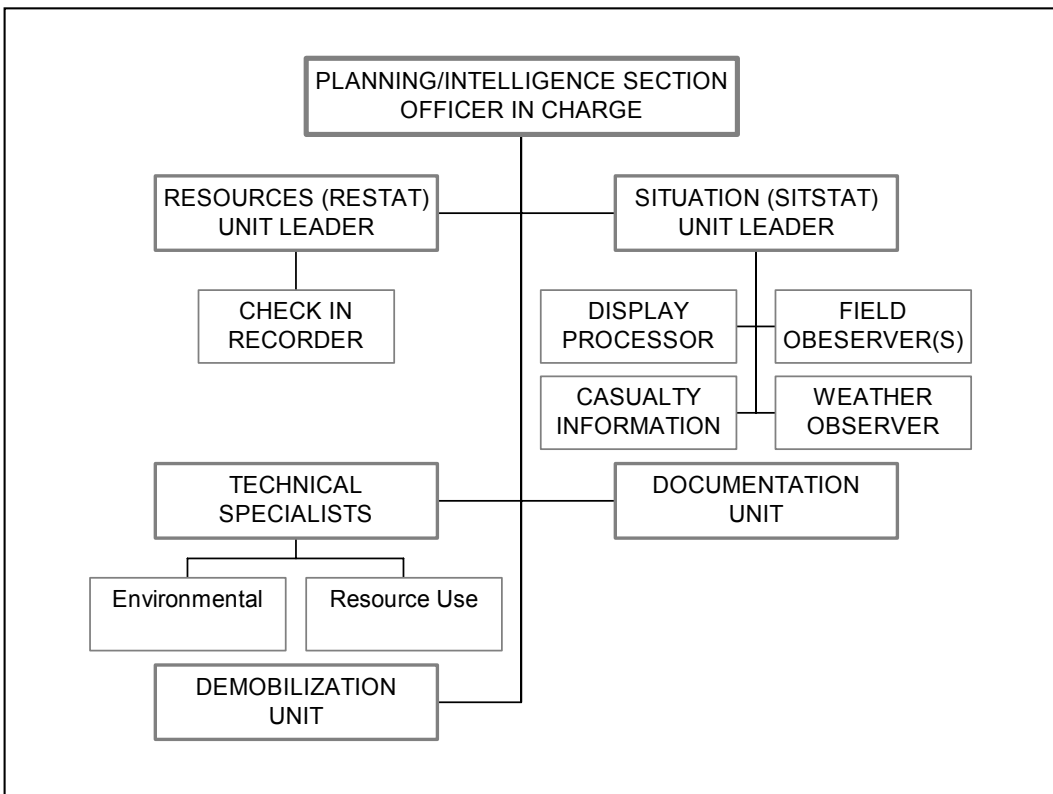 PLANNING/INTELLIGENCE SECTION
OFFICER IN CHARGE
RESOURCES (RESTAT)
UNIT LEADER
SITUATION (SITSTAT)
UNIT LEADER
CHECK IN
RECORDER
DISPLAY
PROCESSOR
FIELD
OBESERVER(S)
CASUALTY
INFORMATION
WEATHER
OBSERVER
TECHNICAL
SPECIALISTS
DOCUMENTATION
UNIT
Environmental
Resource Use
DEMOBILIZATION
UNIT